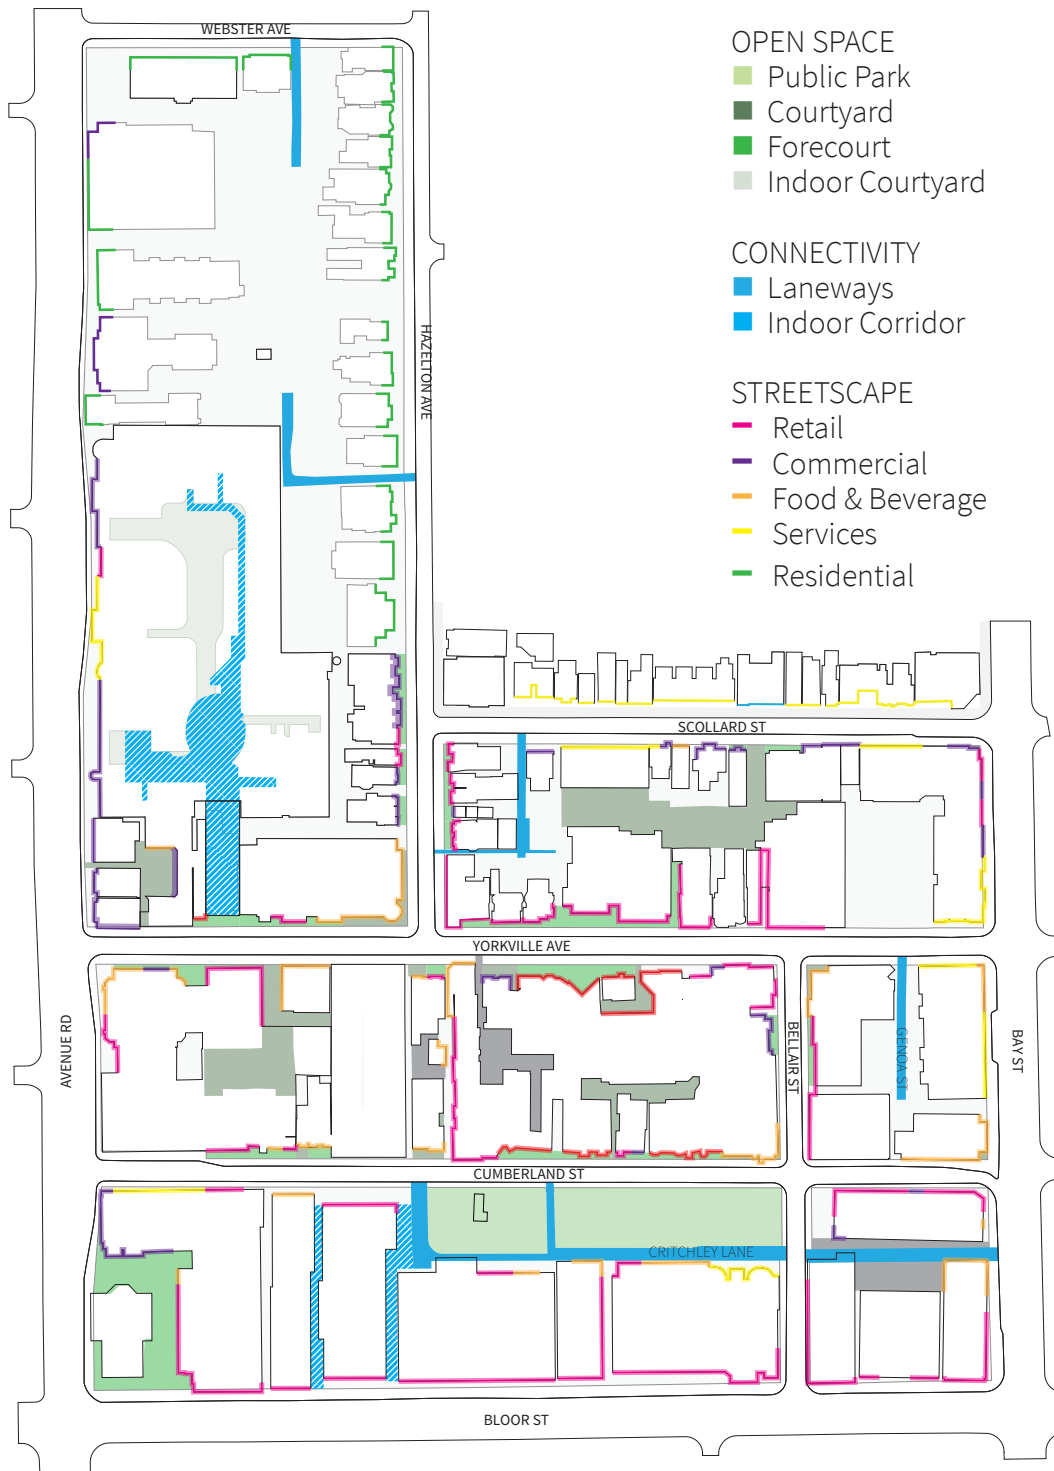 WEBSTER AVE
OPEN SPACE
Public Park
Courtyard
Forecourt
Indoor Courtyard
CONNECTIVITY
Laneways
Indoor Corridor
STREETSCAPE
Retail
Commercial
Food & Beverage
Services
Residential
HAZELTON AVE
SCOLLARD ST
YORKVILLE AVE
AVENUE RD
BELLAIR ST
GENOA ST
BAY ST
CUMBERLAND ST
CRITCHLEY LANE
BLOOR ST